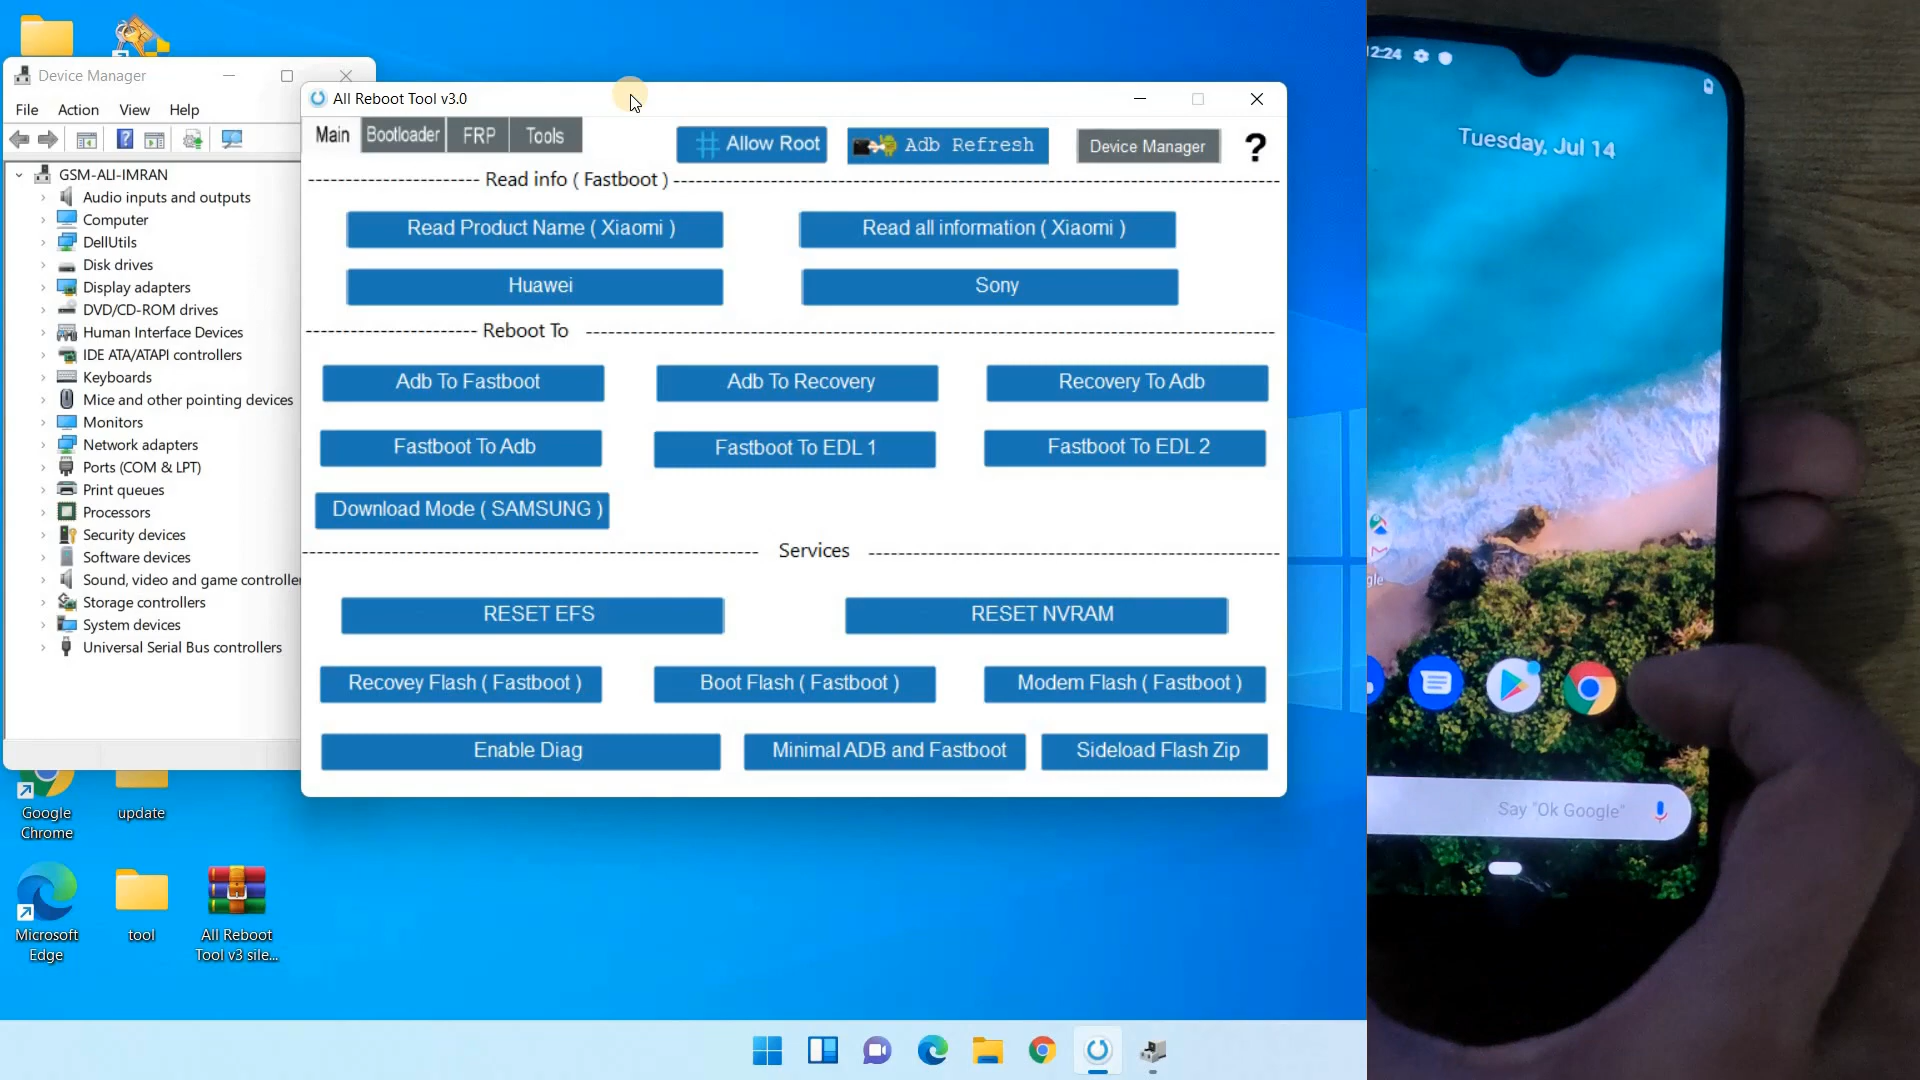 Device Manager
File Action View Help
GSM-ALI-IMRAN
Audio inputs and outputs
Computer
DellUtils
Disk drives
Display adapters
DVD/CD-ROM drives
Human Interface Devices
IDE ATA/ATAPI controllers
Keyboards
Mice and other pointing devices
Monitors
Network adapters
Ports (COM & LPT)
Print queues
Processors
Security devices
Software devices
Sound, video and game controlle
Storage controllers
System devices
Universal Serial Bus controllers
All Reboot Tool v3.0
Main Bootloader FRP Tools
# Allow Root
Adb Refresh
Device Manager
?
Read info ( Fastboot )
Read Product Name ( Xiaomi )
Read all information ( Xiaomi )
Huawei
Sony
Reboot To
Adb To Fastboot
Adb To Recovery
Recovery To Adb
Fastboot To Adb
Fastboot To EDL 1
Fastboot To EDL 2
Download Mode ( SAMSUNG )
Services
RESET EFS
RESET NVRAM
Recovey Flash ( Fastboot )
Boot Flash ( Fastboot )
Modem Flash ( Fastboot )
Enable Diag
Minimal ADB and Fastboot
Sideload Flash Zip
Google
Chrome
update
Microsoft
Edge
tool
All Reboot
Tool v3 sile...
12:24
Tuesday, Jul 14
gle
Say "Ok Google"